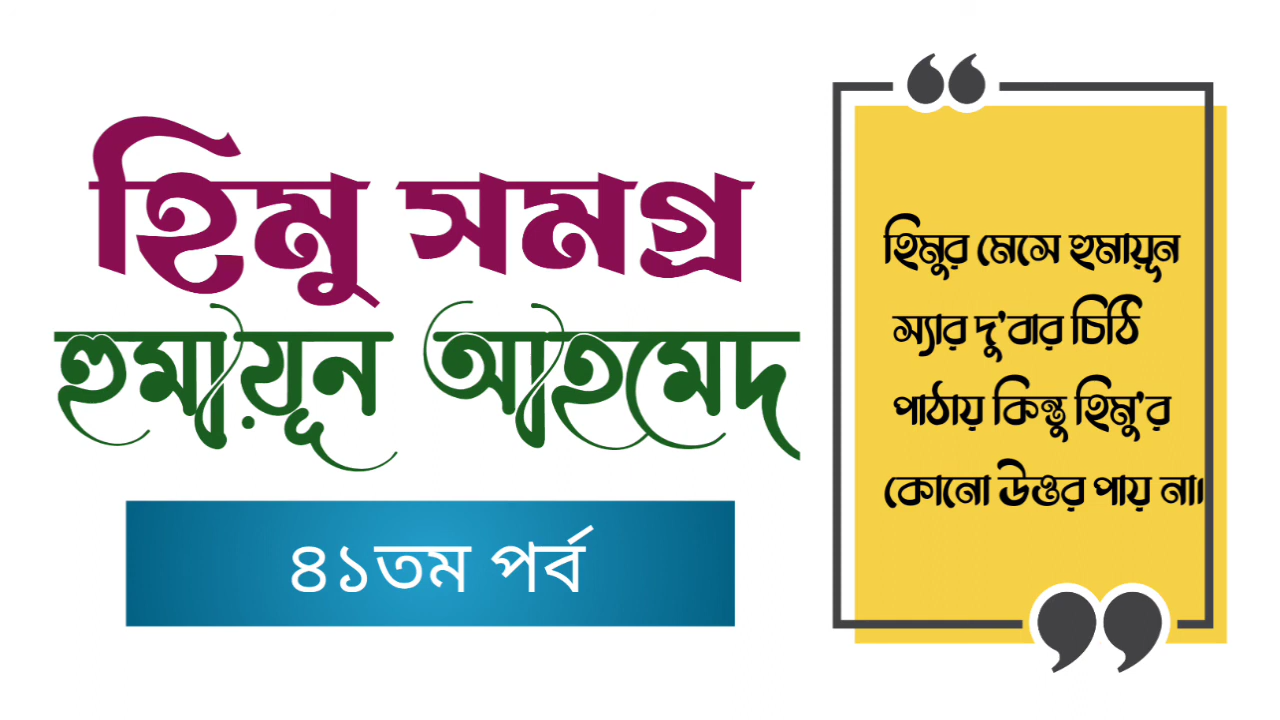 হিমু সমগ্র
হুমায়ূন আহমেদ
৪১তম পর্ব
হিমুর মেসে হুমায়ূন
স্যার দু'বার চিঠি
পাঠায় কিন্তু হিমু'র
কোনো উত্তর পায় না।